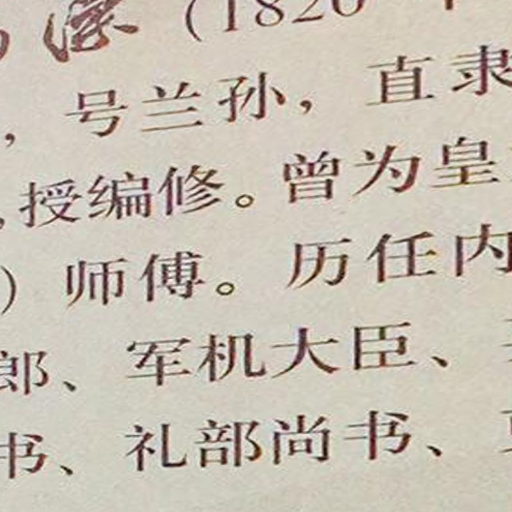 (1820
，号兰孙，直隶
授编修。曾为皇
）师傅。历任内
郎、军机大臣、
书、礼部尚书、